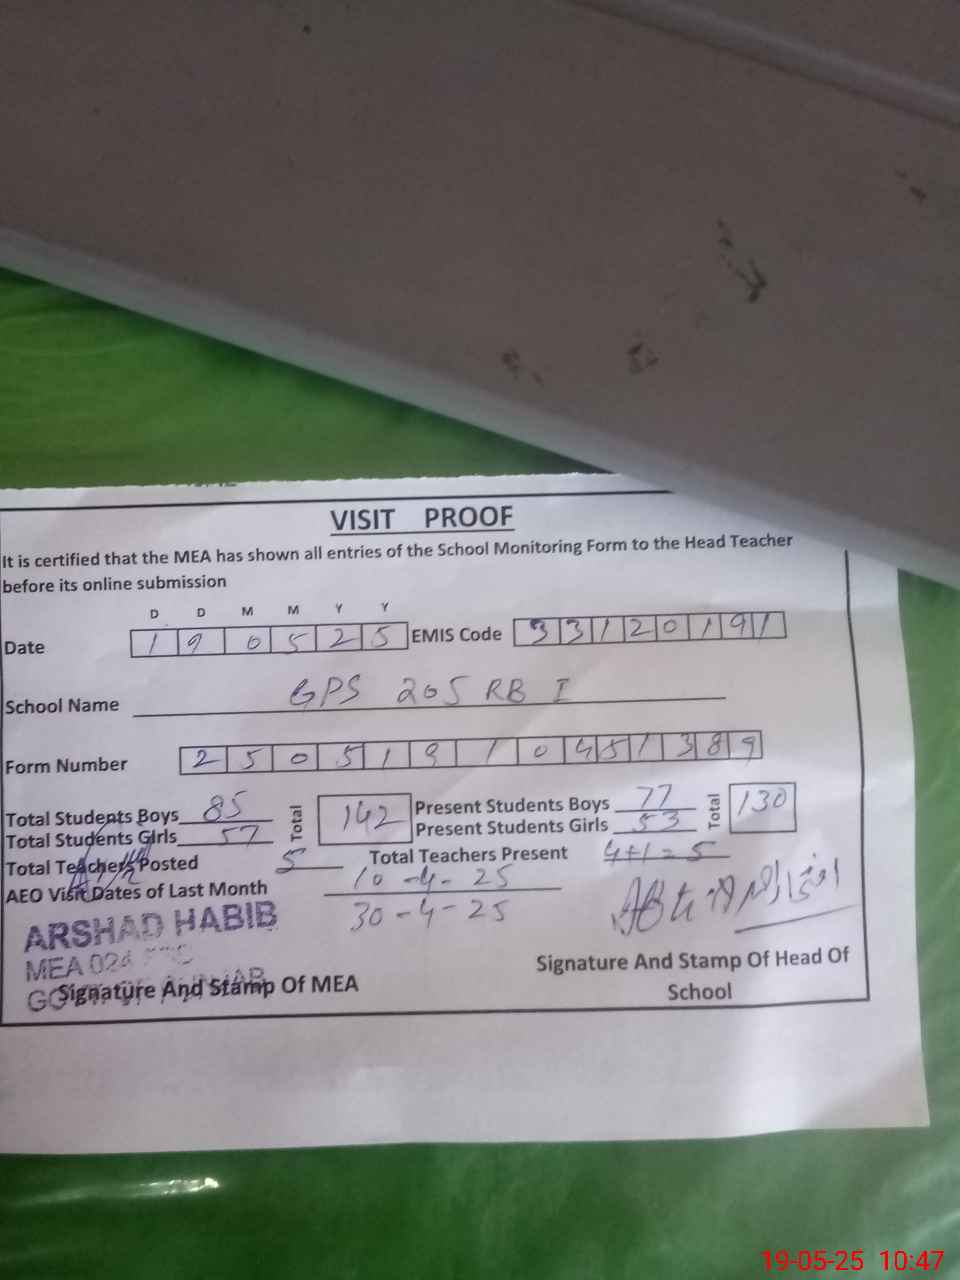 VISIT PROOF
It is certified that the MEA has shown all entries of the School Monitoring Form to the Head Teacher
before its online submission
D D M M Y Y
Date 1 9 0 5 2 5 EMIS Code 3 3 1 2 0 1 9 1
School Name GPS 205 RB I
Form Number 2 5 0 5 1 9 1 0 4 5 1 3 8 9
Total Students Boys 85 Total 142 Present Students Boys 77 Total 130
Total Students Girls 57 Present Students Girls 53
Total Teachers Posted 5 Total Teachers Present 4+1=5
AEO Visit Dates of Last Month 10-4-25
30-4-25
ARSHAD HABIB
MEA 024
Signature And Stamp Of MEA
Signature And Stamp Of Head Of
School
19-05-25 10:47